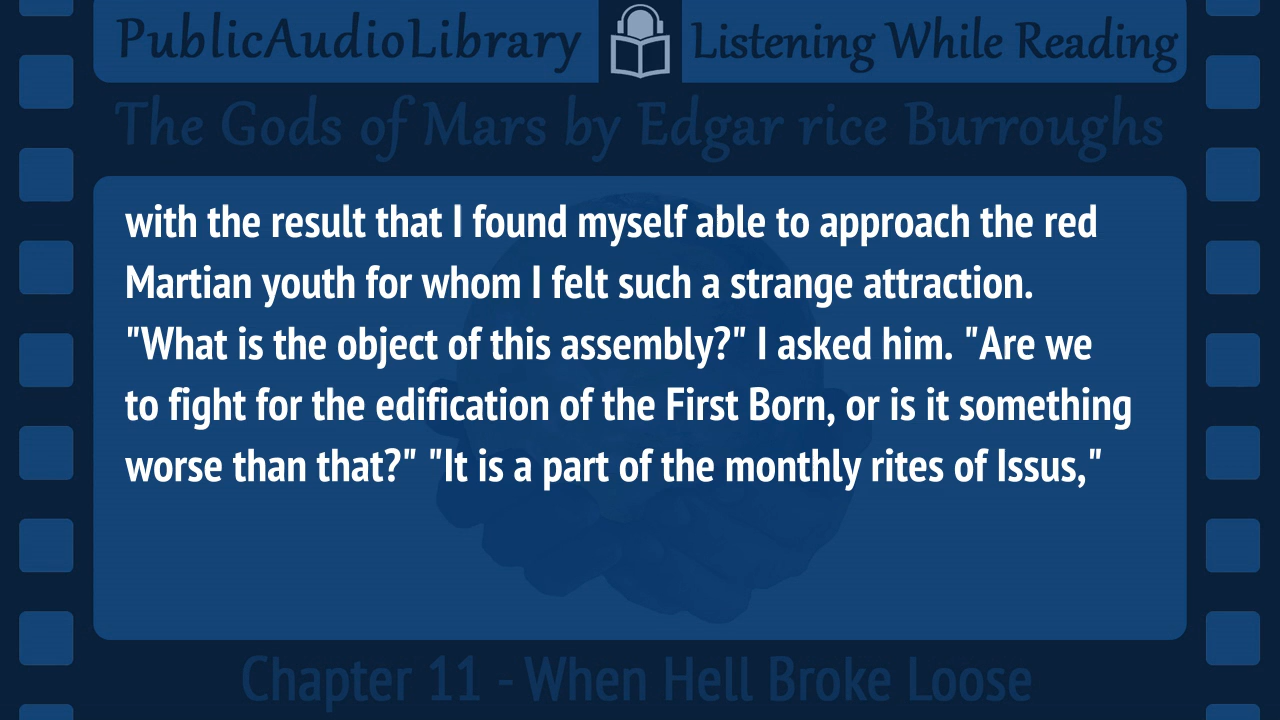 PublicAudioLibrary Listening While Reading
The Gods of Mars by Edgar rice Burroughs
with the result that I found myself able to approach the red
Martian youth for whom I felt such a strange attraction.
"What is the object of this assembly?" I asked him. "Are we
to fight for the edification of the First Born, or is it something
worse than that?" "It is a part of the monthly rites of Issus,"
Chapter 11 - When Hell Broke Loose